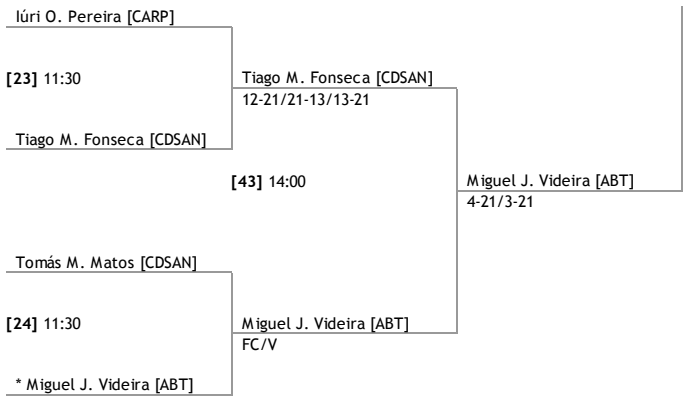 Iúri O. Pereira [CARP]
[23] 11:30
Tiago M. Fonseca [CDSAN]
12-21/21-13/13-21
Tiago M. Fonseca [CDSAN]
[43] 14:00
Miguel J. Videira [ABT]
4-21/3-21
Tomás M. Matos [CDSAN]
[24] 11:30
Miguel J. Videira [ABT]
FC/V
* Miguel J. Videira [ABT]